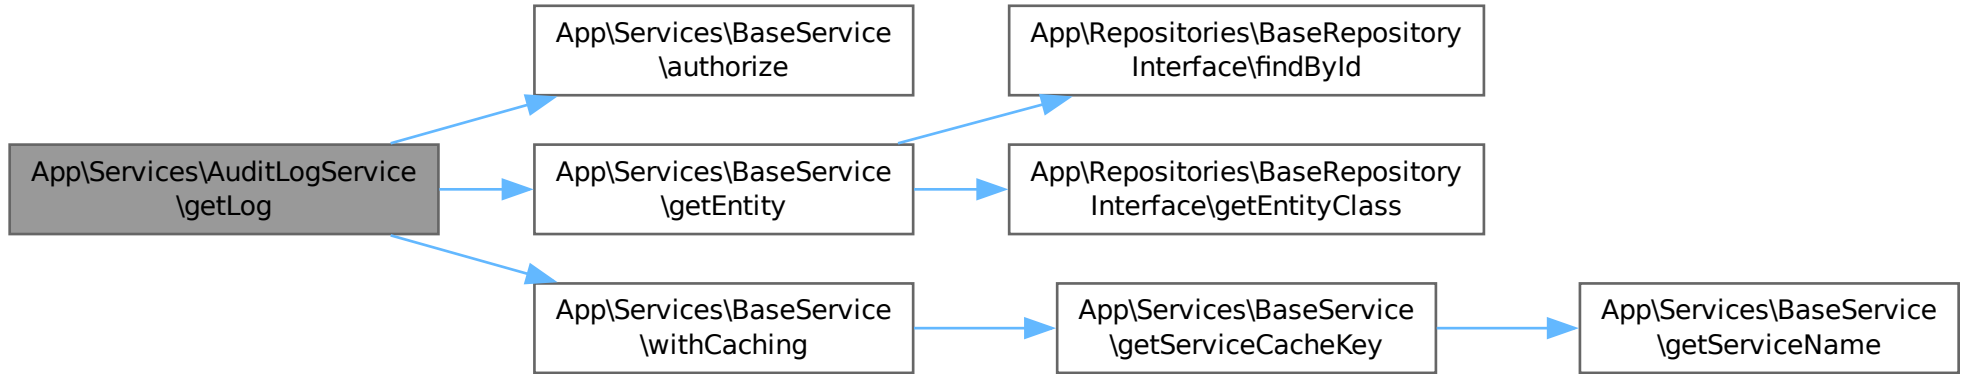 App\Services\AuditLogService
\getLog
App\Services\BaseService
\authorize
App\Services\BaseService
\getEntity
App\Repositories\BaseRepository
Interface\findById
App\Repositories\BaseRepository
Interface\getEntityClass
App\Services\BaseService
\withCaching
App\Services\BaseService
\getServiceCacheKey
App\Services\BaseService
\getServiceName